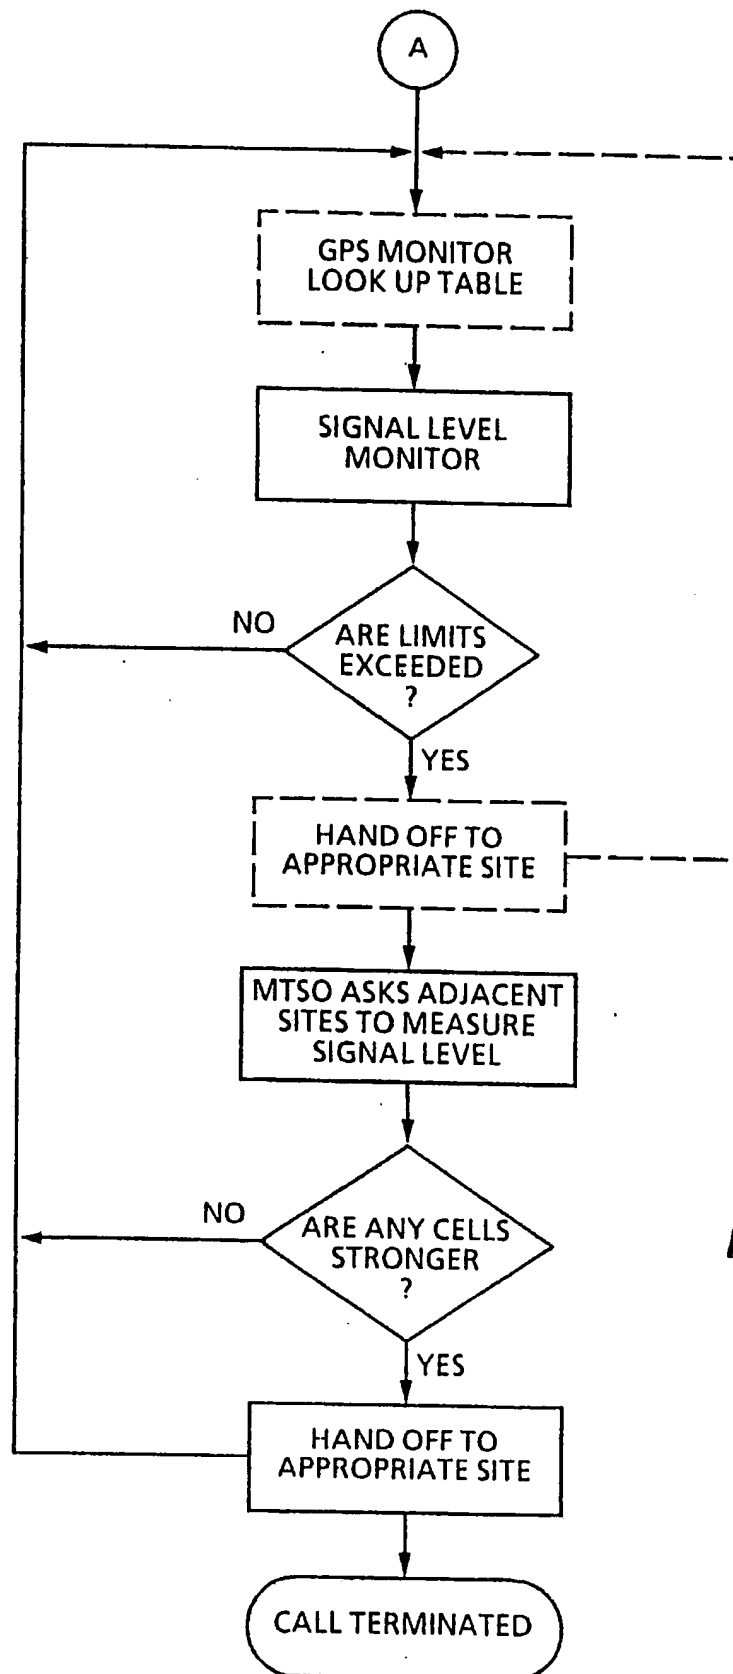 A
GPS MONITOR
LOOK UP TABLE
SIGNAL LEVEL
MONITOR
NO
ARE LIMITS
EXCEEDED
?
YES
HAND OFF TO
APPROPRIATE SITE
MTSO ASKS ADJACENT
SITES TO MEASURE
SIGNAL LEVEL
NO
ARE ANY CELLS
STRONGER
?
YES
HAND OFF TO
APPROPRIATE SITE
CALL TERMINATED